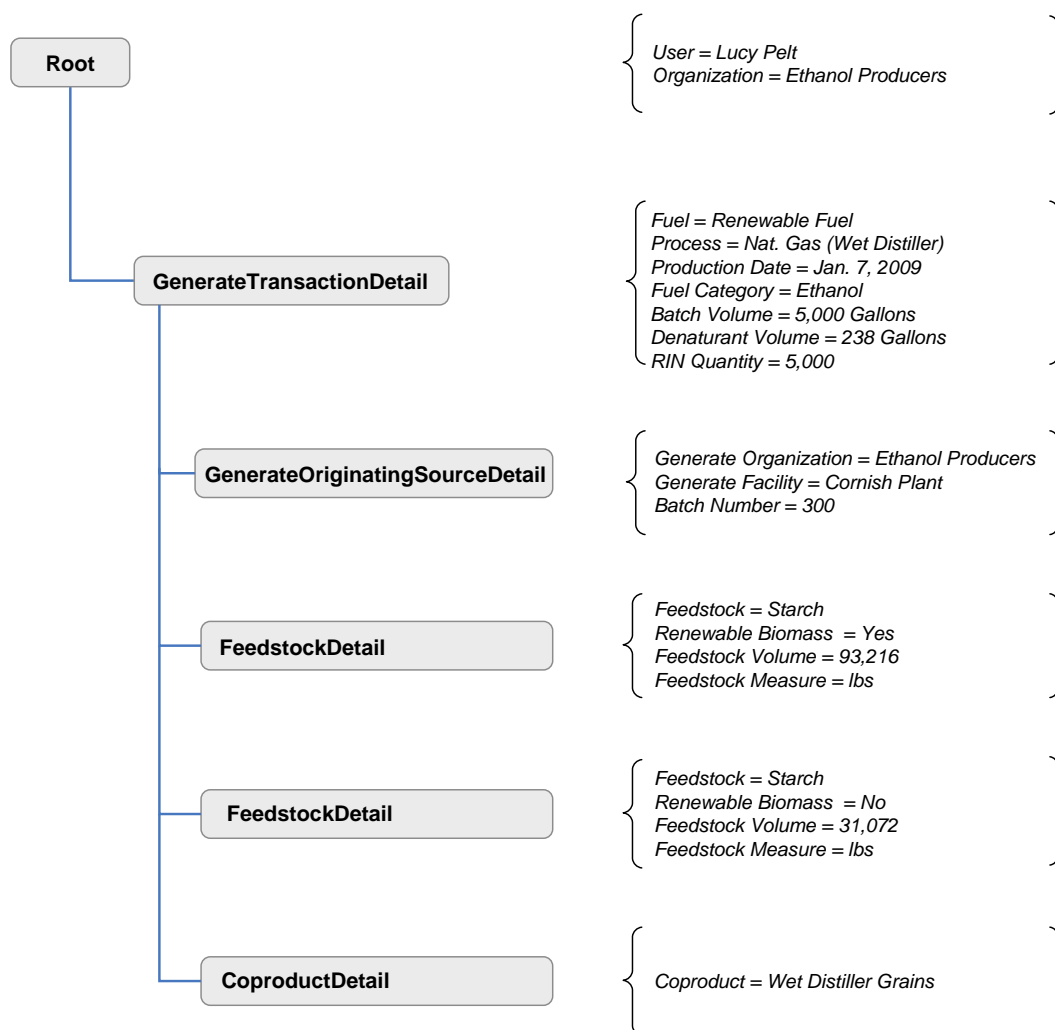 Root
User = Lucy Pelt
Organization = Ethanol Producers
GenerateTransactionDetail
Fuel = Renewable Fuel
Process = Nat. Gas (Wet Distiller)
Production Date = Jan. 7, 2009
Fuel Category = Ethanol
Batch Volume = 5,000 Gallons
Denaturant Volume = 238 Gallons
RIN Quantity = 5,000
GenerateOriginatingSourceDetail
Generate Organization = Ethanol Producers
Generate Facility = Cornish Plant
Batch Number = 300
FeedstockDetail
Feedstock = Starch
Renewable Biomass  = Yes
Feedstock Volume = 93,216
Feedstock Measure = lbs
FeedstockDetail
Feedstock = Starch
Renewable Biomass  = No
Feedstock Volume = 31,072
Feedstock Measure = lbs
CoproductDetail
Coproduct = Wet Distiller Grains